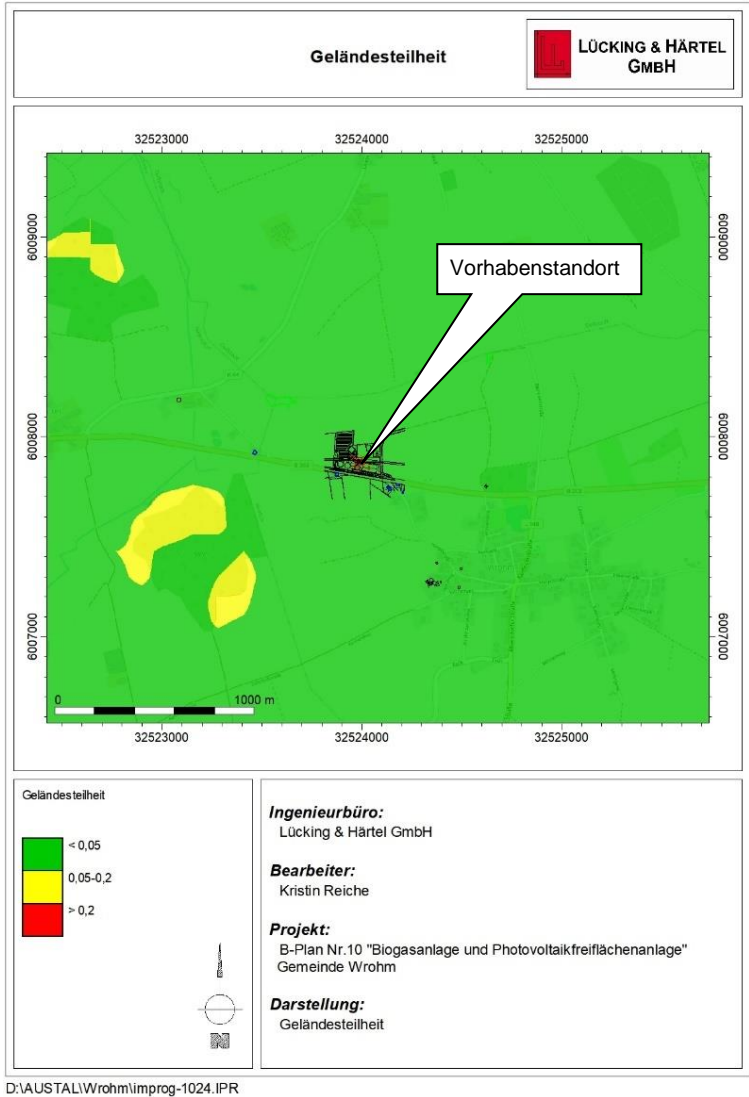 Geländesteilheit
LÜCKING & HÄRTEL
GMBH
32523000 32524000 32525000
6009000 6009000
Vorhabenstandort
6008000 6008000
6007000 6007000
0 1000 m
32523000 32524000 32525000
Geländesteilheit
< 0,05
0,05-0,2
> 0,2
N
Ingenieurbüro:
Lücking & Härtel GmbH
Bearbeiter:
Kristin Reiche
Projekt:
B-Plan Nr.10 "Biogasanlage und Photovoltaikfreiflächenanlage"
Gemeinde Wrohm
Darstellung:
Geländesteilheit
D:\AUSTAL\Wrohm\improg-1024.IPR